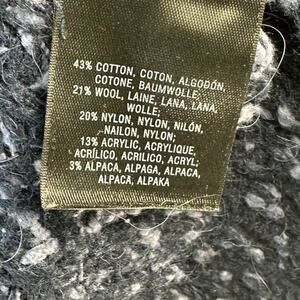 43% COTTON, COTON, ALGODÓN,
COTONE, BAUMWOLLE;
21% WOOL, LAINE, LANA, LANA,
WOLLE;
20% NYLON, NYLON, NILÓN,
NAILON, NYLON;
13% ACRYLIC, ACRYLIQUE,
ACRÍLICO, ACRILICO, ACRYL;
3% ALPACA, ALPAGA, ALPACA,
ALPACA, ALPAKA